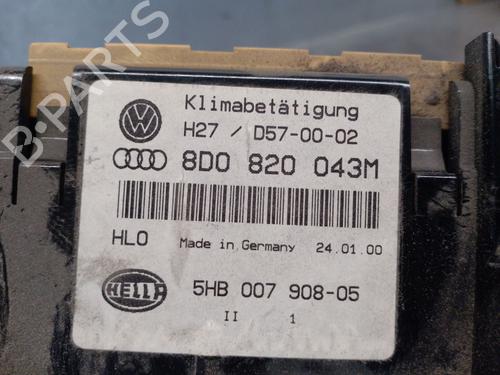 B-PARTS
Klimabetätigung
H27 / D57-00-02
8D0 820 043M
HLO Made in Germany 24.01.00
HELLA 5HB 007 908-05
II 1